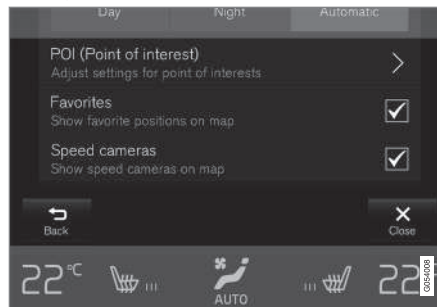 Day Night Automatic
POI (Point of interest)
Adjust settings for point of interests
Favorites
Show favorite positions on map
Speed cameras
Show speed cameras on map
Back Close
22°C AUTO 22
G054008